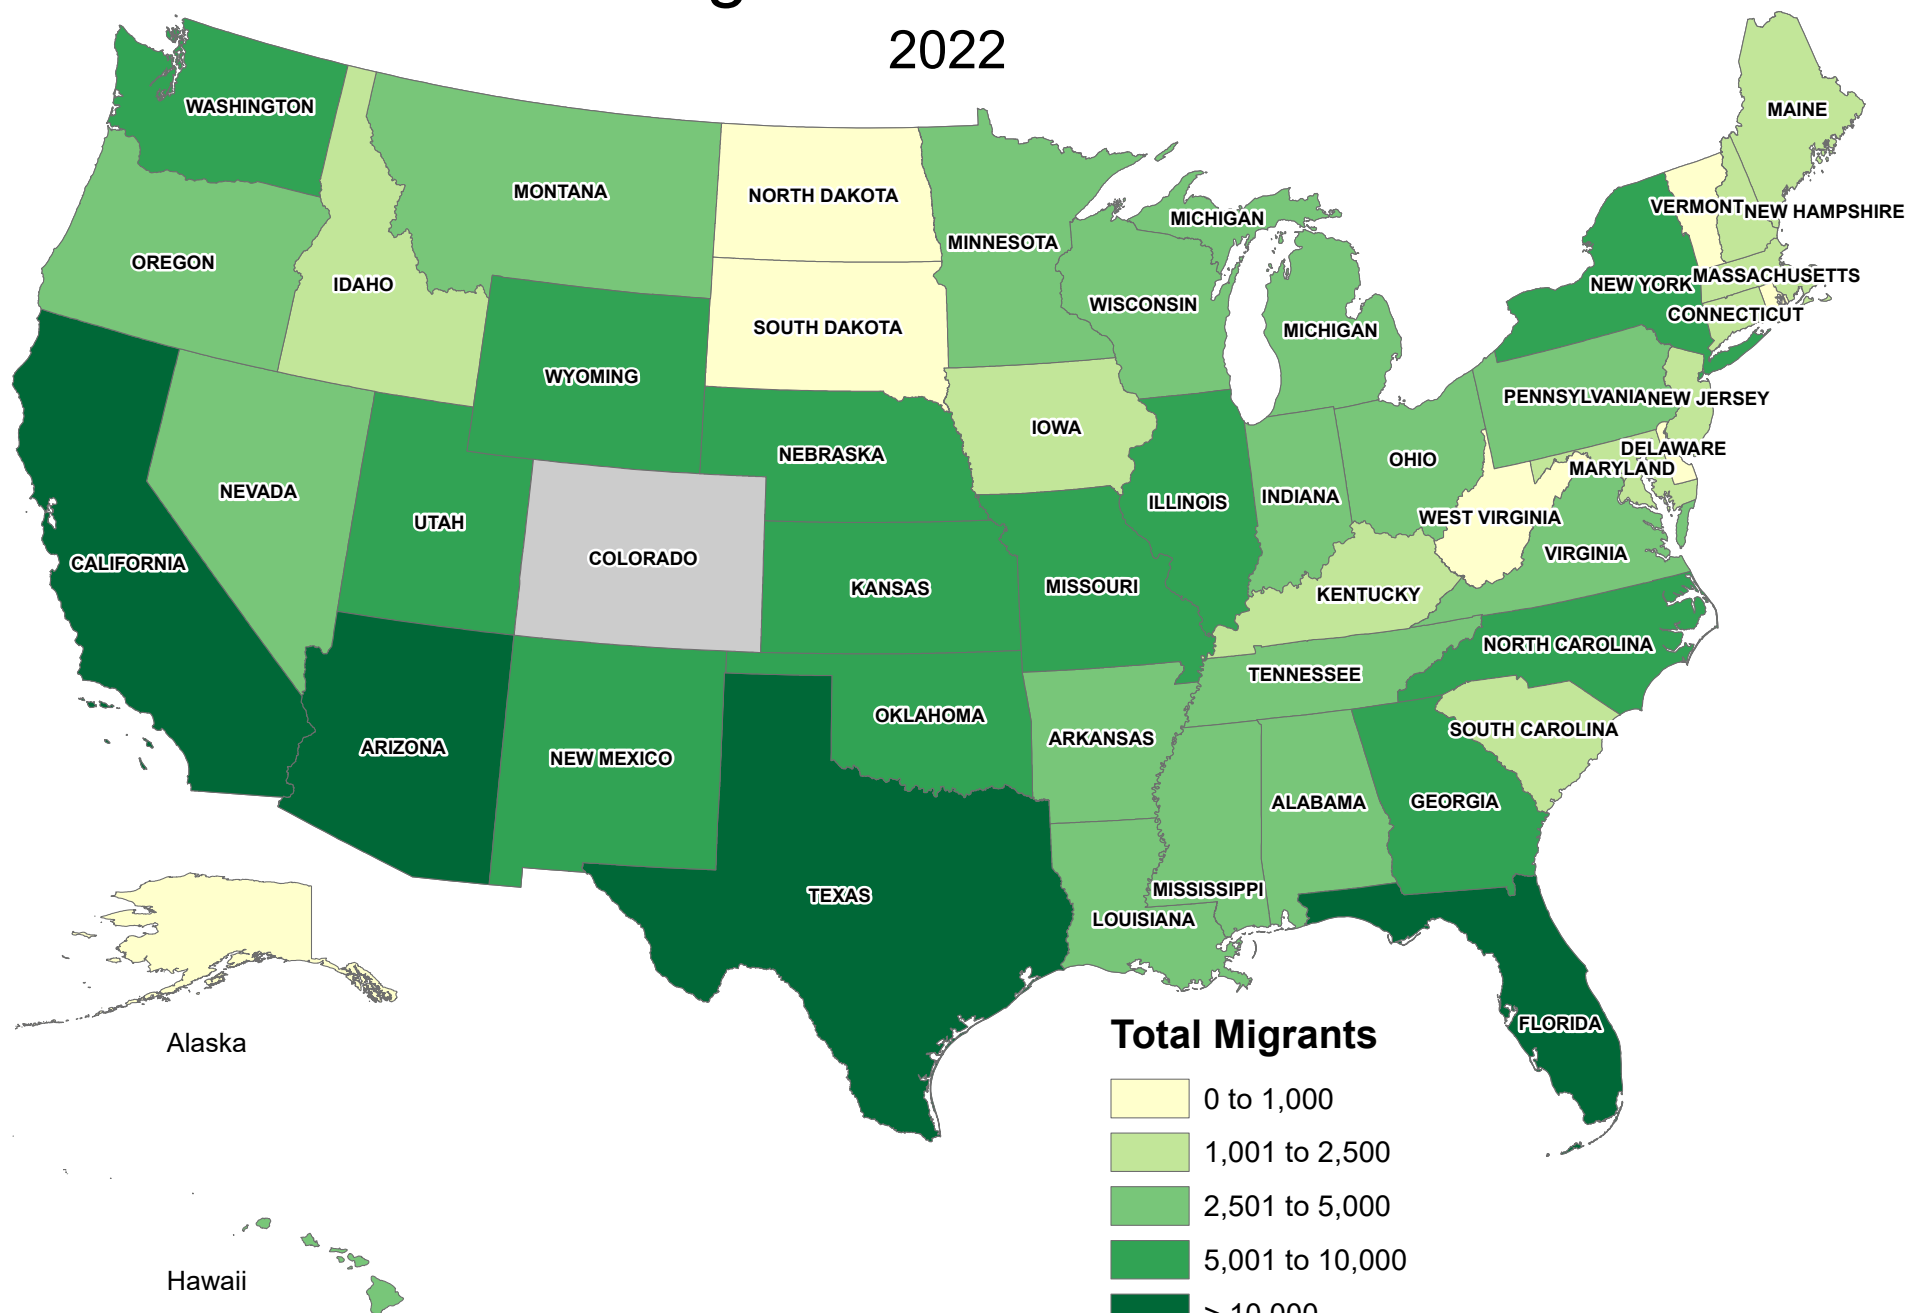 2022
WASHINGTON
MAINE
MONTANA
NORTH DAKOTA
VERMONT
NEW HAMPSHIRE
MICHIGAN
MINNESOTA
OREGON
IDAHO
MASSACHUSETTS
NEW YORK
WISCONSIN
CONNECTICUT
SOUTH DAKOTA
MICHIGAN
WYOMING
PENNSYLVANIA
NEW JERSEY
IOWA
DELAWARE
NEBRASKA
OHIO
MARYLAND
NEVADA
INDIANA
ILLINOIS
UTAH
WEST VIRGINIA
VIRGINIA
COLORADO
CALIFORNIA
KANSAS
MISSOURI
KENTUCKY
NORTH CAROLINA
TENNESSEE
OKLAHOMA
SOUTH CAROLINA
ARKANSAS
ARIZONA
NEW MEXICO
ALABAMA
GEORGIA
MISSISSIPPI
TEXAS
LOUISIANA
FLORIDA
Alaska
Hawaii
Total Migrants
0 to 1,000
1,001 to 2,500
2,501 to 5,000
5,001 to 10,000
> 10,000